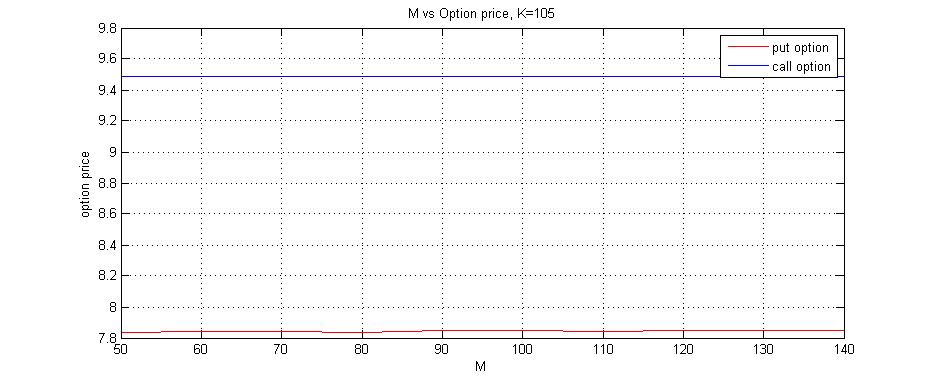 M vs Option price, K=105
put option
call option
option price
9.8
9.6
9.4
9.2
9
8.8
8.6
8.4
8.2
8
7.8
50 60 70 80 90 100 110 120 130 140
M